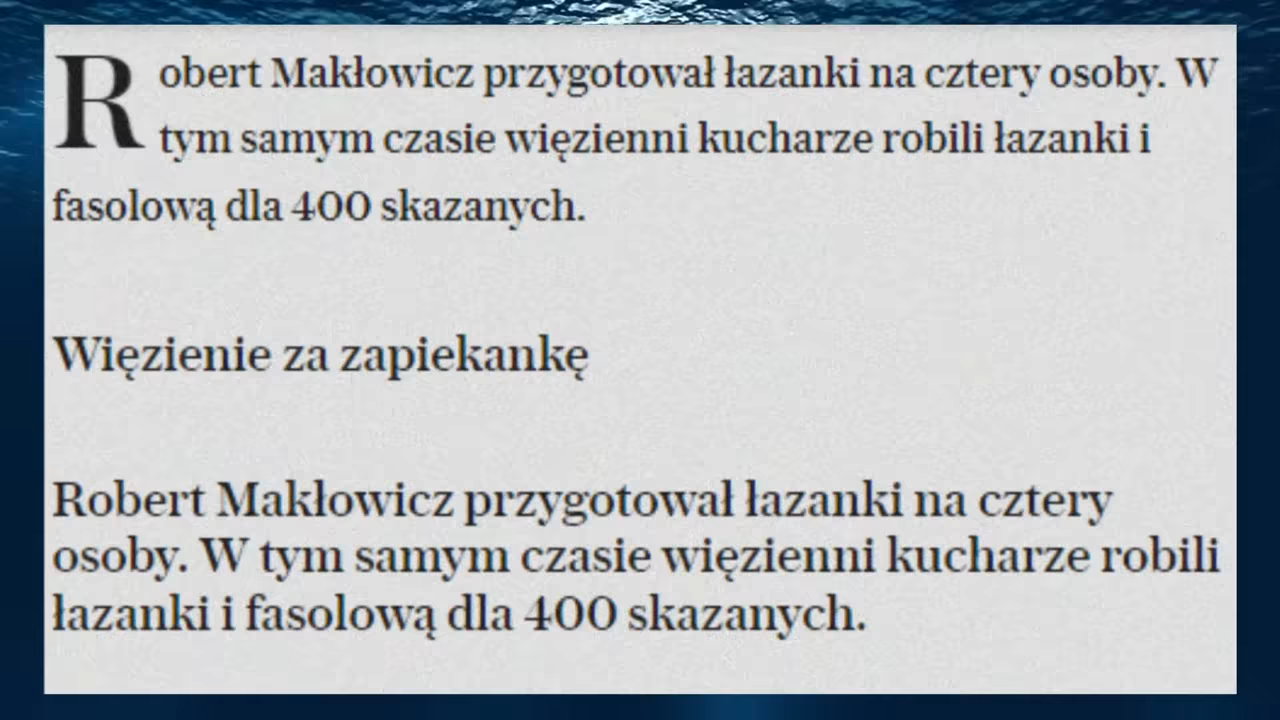 Robert Makłowicz przygotował łazanki na cztery osoby. W
tym samym czasie więzienni kucharze robili łazanki i
fasolową dla 400 skazanych.
Więzienie za zapiekankę
Robert Makłowicz przygotował łazanki na cztery
osoby. W tym samym czasie więzienni kucharze robili
łazanki i fasolową dla 400 skazanych.